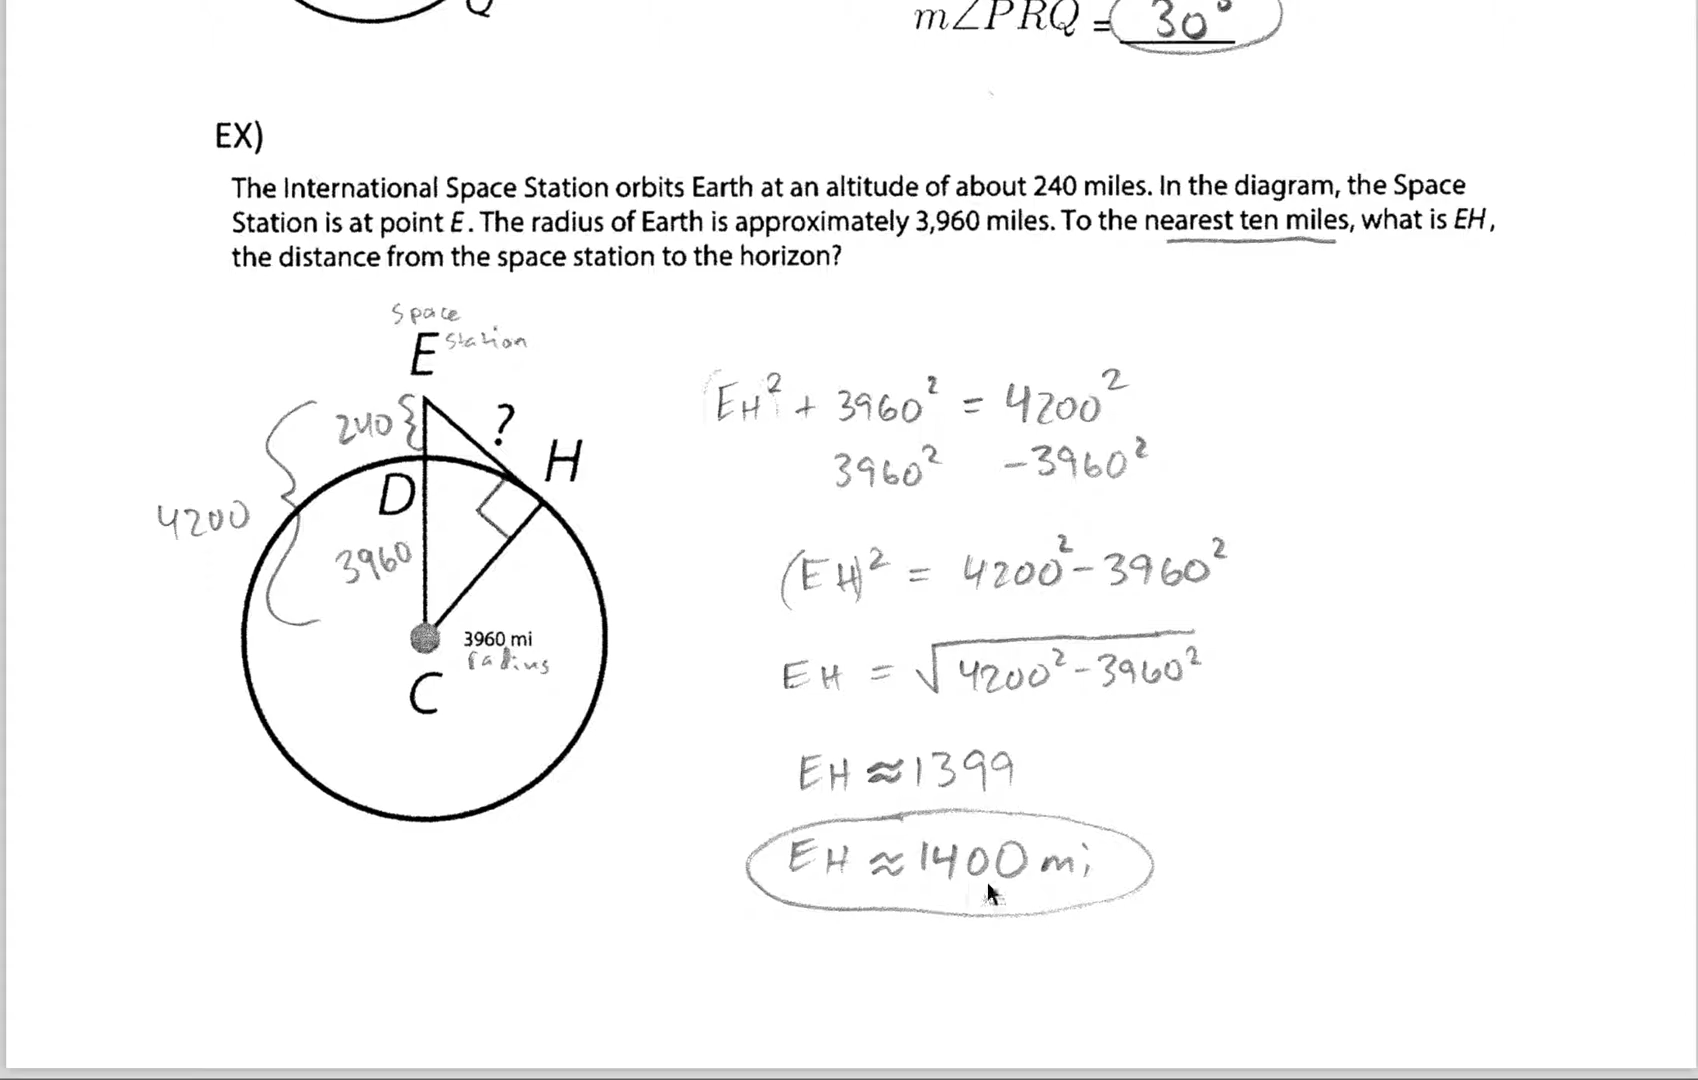 Q
m∠PRQ = 30°
EX)
The International Space Station orbits Earth at an altitude of about 240 miles. In the diagram, the Space
Station is at point E. The radius of Earth is approximately 3,960 miles. To the nearest ten miles, what is EH,
the distance from the space station to the horizon?
Space
E Station
240
?
H
D
4200
3960
3960 mi
radius
C
EH² + 3960² = 4200²
3960² -3960²
(EH)² = 4200² - 3960²
EH = √4200² - 3960²
EH ≈ 1399
EH ≈ 1400 mi